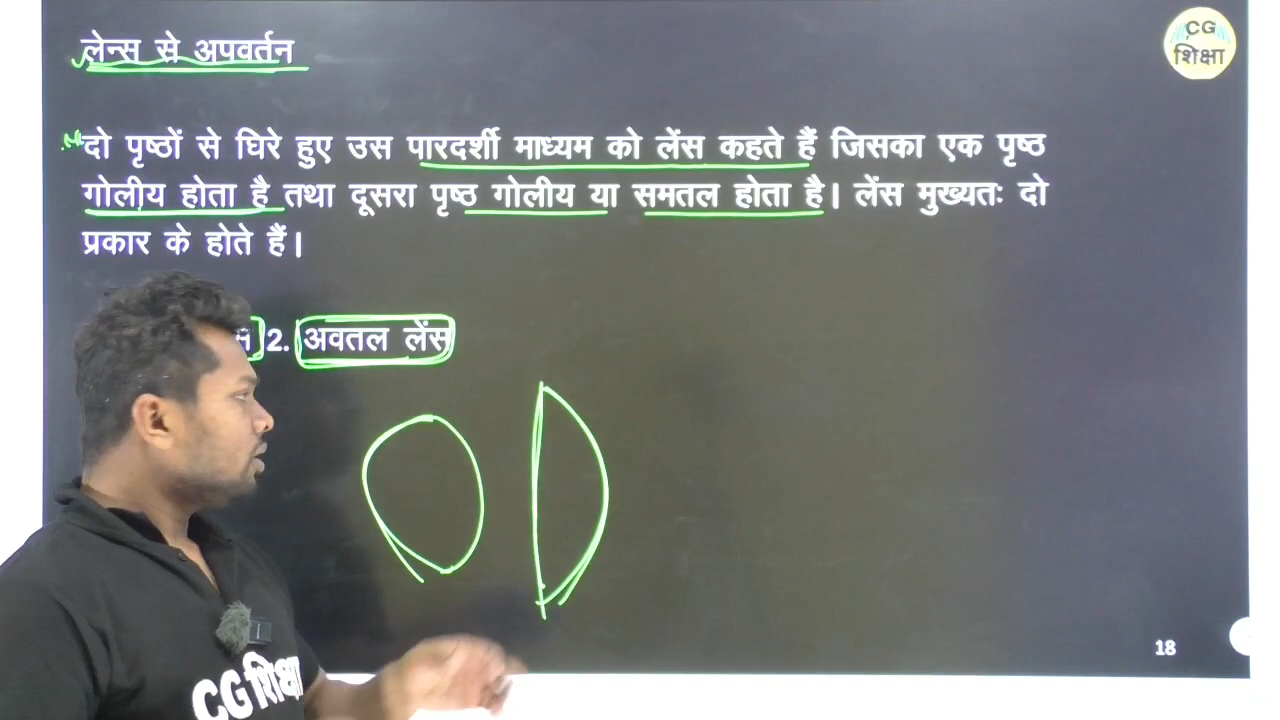 लेन्स से अपवर्तन
CG
शिक्षा
दो पृष्ठों से घिरे हुए उस पारदर्शी माध्यम को लेंस कहते हैं जिसका एक पृष्ठ
गोलीय होता है तथा दूसरा पृष्ठ गोलीय या समतल होता है। लेंस मुख्यतः दो
प्रकार के होते हैं।
2. अवतल लेंस
CG शिक्षा
18